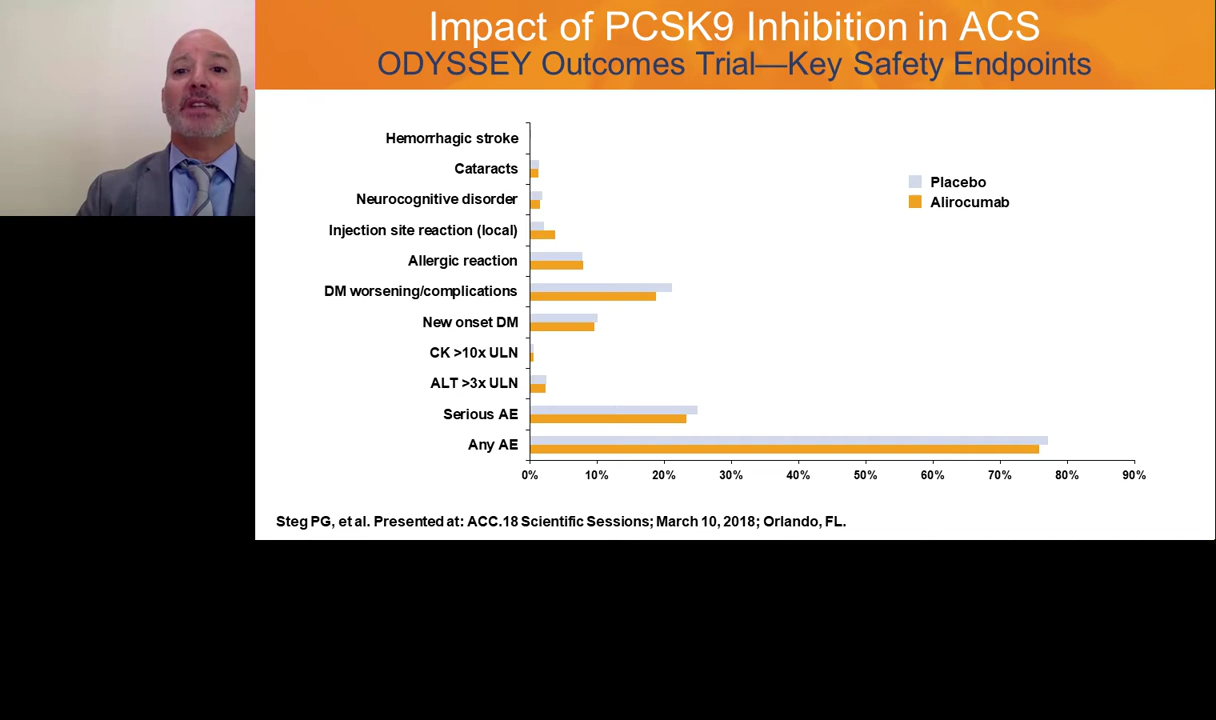 Impact of PCSK9 Inhibition in ACS
ODYSSEY Outcomes Trial—Key Safety Endpoints
Hemorrhagic stroke
Cataracts
Neurocognitive disorder
Injection site reaction (local)
Allergic reaction
DM worsening/complications
New onset DM
CK >10x ULN
ALT >3x ULN
Serious AE
Any AE
Placebo
Alirocumab
0% 10% 20% 30% 40% 50% 60% 70% 80% 90%
Steg PG, et al. Presented at: ACC.18 Scientific Sessions; March 10, 2018; Orlando, FL.